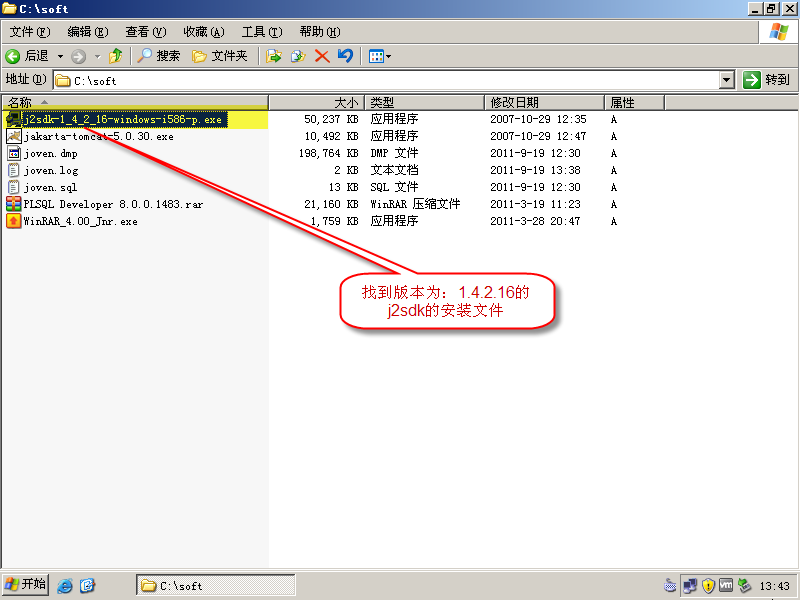 C:\soft
文件(F) 编辑(E) 查看(V) 收藏(A) 工具(T) 帮助(H)
后退 搜索 文件夹
地址(D) C:\soft 转到
名称 大小 类型 修改日期 属性
j2sdk-1_4_2_16-windows-i586-p.exe 50,237 KB 应用程序 2007-10-29 12:35 A
jakarta-tomcat-5.0.30.exe 10,492 KB 应用程序 2007-10-29 12:47 A
joven.dmp 198,764 KB DMP 文件 2011-9-19 12:30 A
joven.log 2 KB 文本文档 2011-9-19 13:38 A
joven.sql 13 KB SQL 文件 2011-9-19 12:30 A
PLSQL Developer 8.0.0.1483.rar 21,160 KB WinRAR 压缩文件 2011-3-19 11:23 A
WinRAR_4.00_Jnr.exe 1,759 KB 应用程序 2011-3-28 20:47 A
找到版本为：1.4.2.16的
j2sdk的安装文件
开始 C:\soft 13:43